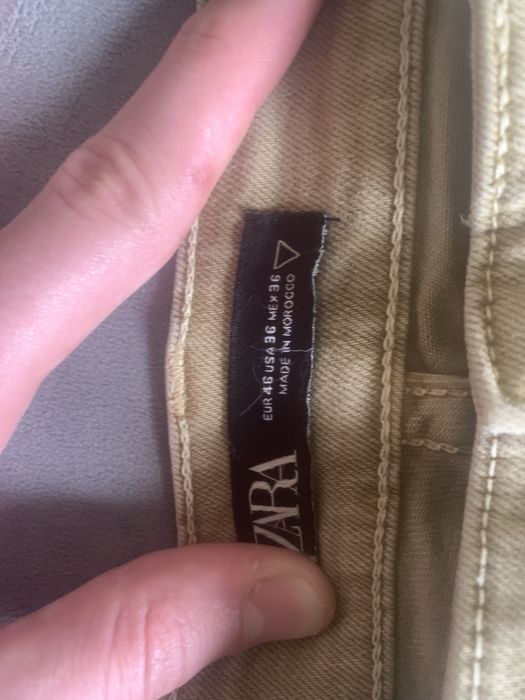 ZARA
EUR 46 USA 36 MEX 36
MADE IN MOROCCO